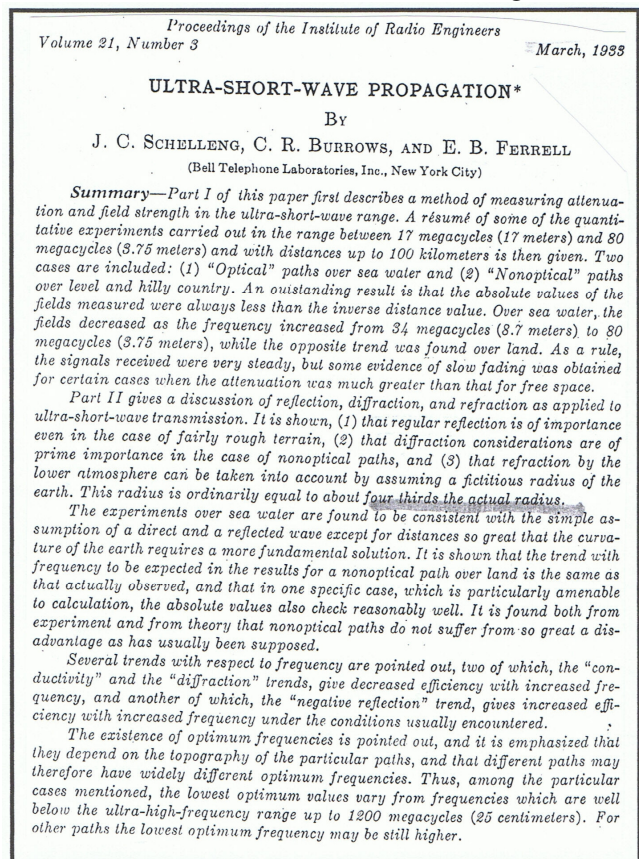 Proceedings of the Institute of Radio Engineers
Volume 21, Number 3 March, 1933
ULTRA-SHORT-WAVE PROPAGATION*
BY
J. C. SCHELLENG, C. R. BURROWS, AND E. B. FERRELL
(Bell Telephone Laboratories, Inc., New York City)
Summary—Part I of this paper first describes a method of measuring attenua-
tion and field strength in the ultra-short-wave range. A résumé of some of the quanti-
tative experiments carried out in the range between 17 megacycles (17 meters) and 80
megacycles (3.75 meters) and with distances up to 100 kilometers is then given. Two
cases are included: (1) "Optical" paths over sea water and (2) "Nonoptical" paths
over level and hilly country. An outstanding result is that the absolute values of the
fields measured were always less than the inverse distance value. Over sea water, the
fields decreased as the frequency increased from 34 megacycles (8.7 meters) to 80
megacycles (3.75 meters), while the opposite trend was found over land. As a rule,
the signals received were very steady, but some evidence of slow fading was obtained
for certain cases when the attenuation was much greater than that for free space.
Part II gives a discussion of reflection, diffraction, and refraction as applied to
ultra-short-wave transmission. It is shown, (1) that regular reflection is of importance
even in the case of fairly rough terrain, (2) that diffraction considerations are of
prime importance in the case of nonoptical paths, and (3) that refraction by the
lower atmosphere can be taken into account by assuming a fictitious radius of the
earth. This radius is ordinarily equal to about four thirds the actual radius.
The experiments over sea water are found to be consistent with the simple as-
sumption of a direct and a reflected wave except for distances so great that the curva-
ture of the earth requires a more fundamental solution. It is shown that the trend with
frequency to be expected in the results for a nonoptical path over land is the same as
that actually observed, and that in one specific case, which is particularly amenable
to calculation, the absolute values also check reasonably well. It is found both from
experiment and from theory that nonoptical paths do not suffer from so great a dis-
advantage as has usually been supposed.
Several trends with respect to frequency are pointed out, two of which, the "con-
ductivity" and the "diffraction" trends, give decreased efficiency with increased fre-
quency, and another of which, the "negative reflection" trend, gives increased effi-
ciency with increased frequency under the conditions usually encountered.
The existence of optimum frequencies is pointed out, and it is emphasized that
they depend on the topography of the particular paths, and that different paths may
therefore have widely different optimum frequencies. Thus, among the particular
cases mentioned, the lowest optimum values vary from frequencies which are well
below the ultra-high-frequency range up to 1200 megacycles (25 centimeters). For
other paths the lowest optimum frequency may be still higher.